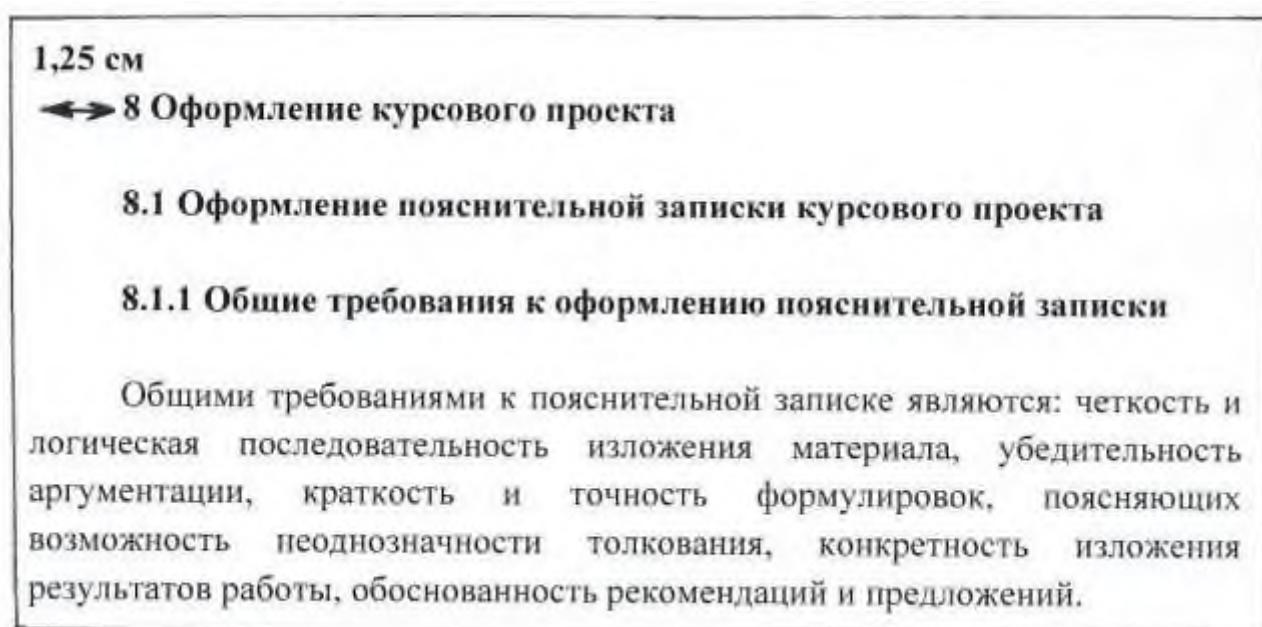 1,25 см
8 Оформление курсового проекта
8.1 Оформление пояснительной записки курсового проекта
8.1.1 Общие требования к оформлению пояснительной записки
Общими требованиями к пояснительной записке являются: четкость и
логическая последовательность изложения материала, убедительность
аргументации, краткость и точность формулировок, поясняющих
возможность неоднозначности толкования, конкретность изложения
результатов работы, обоснованность рекомендаций и предложений.